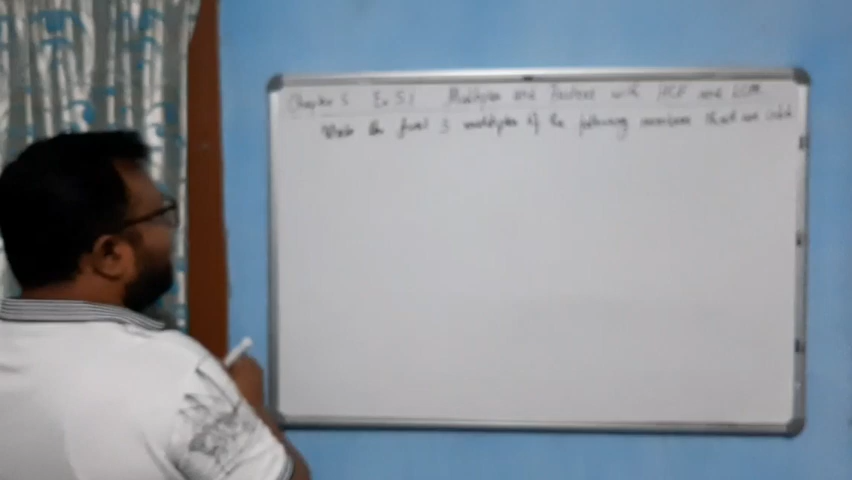 Chapter 5 Ex 5.1 Multiples and Factors with HCF and LCM
Write the first 3 multiples of the following numbers that are odd